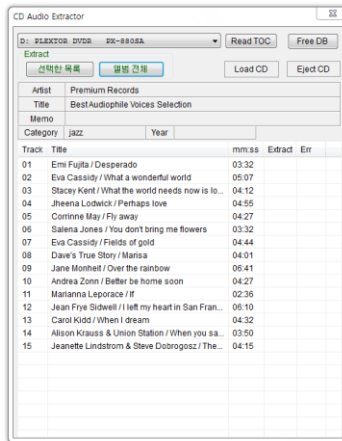 CD Audio Extractor
D: PLEXTOR DVDR PX-880SA
Read TOC
Free DB
Extract
선택한 목록
앨범 전체
Load CD
Eject CD
Artist Premium Records
Title Best Audiophile Voices Selection
Memo
Category jazz Year
Track Title mm:ss Extract Err
01 Emi Fujita / Desperado 03:32
02 Eva Cassidy / What a wonderful world 05:07
03 Stacey Kent / What the world needs now is lo... 04:12
04 Jheena Lodwick / Perhaps love 04:55
05 Corrinne May / Fly away 04:27
06 Salena Jones / You don't bring me flowers 03:32
07 Eva Cassidy / Fields of gold 04:44
08 Dave's True Story / Marisa 04:01
09 Jane Monheit / Over the rainbow 06:41
10 Andrea Zonn / Better be home soon 04:27
11 Marianna Leporace / If 02:36
12 Jean Frye Sidwell / I left my heart in San Fran... 06:10
13 Carol Kidd / When I dream 04:32
14 Alison Krauss & Union Station / When you sa... 03:50
15 Jeanette Lindstrom & Steve Dobrogosz / The... 04:15